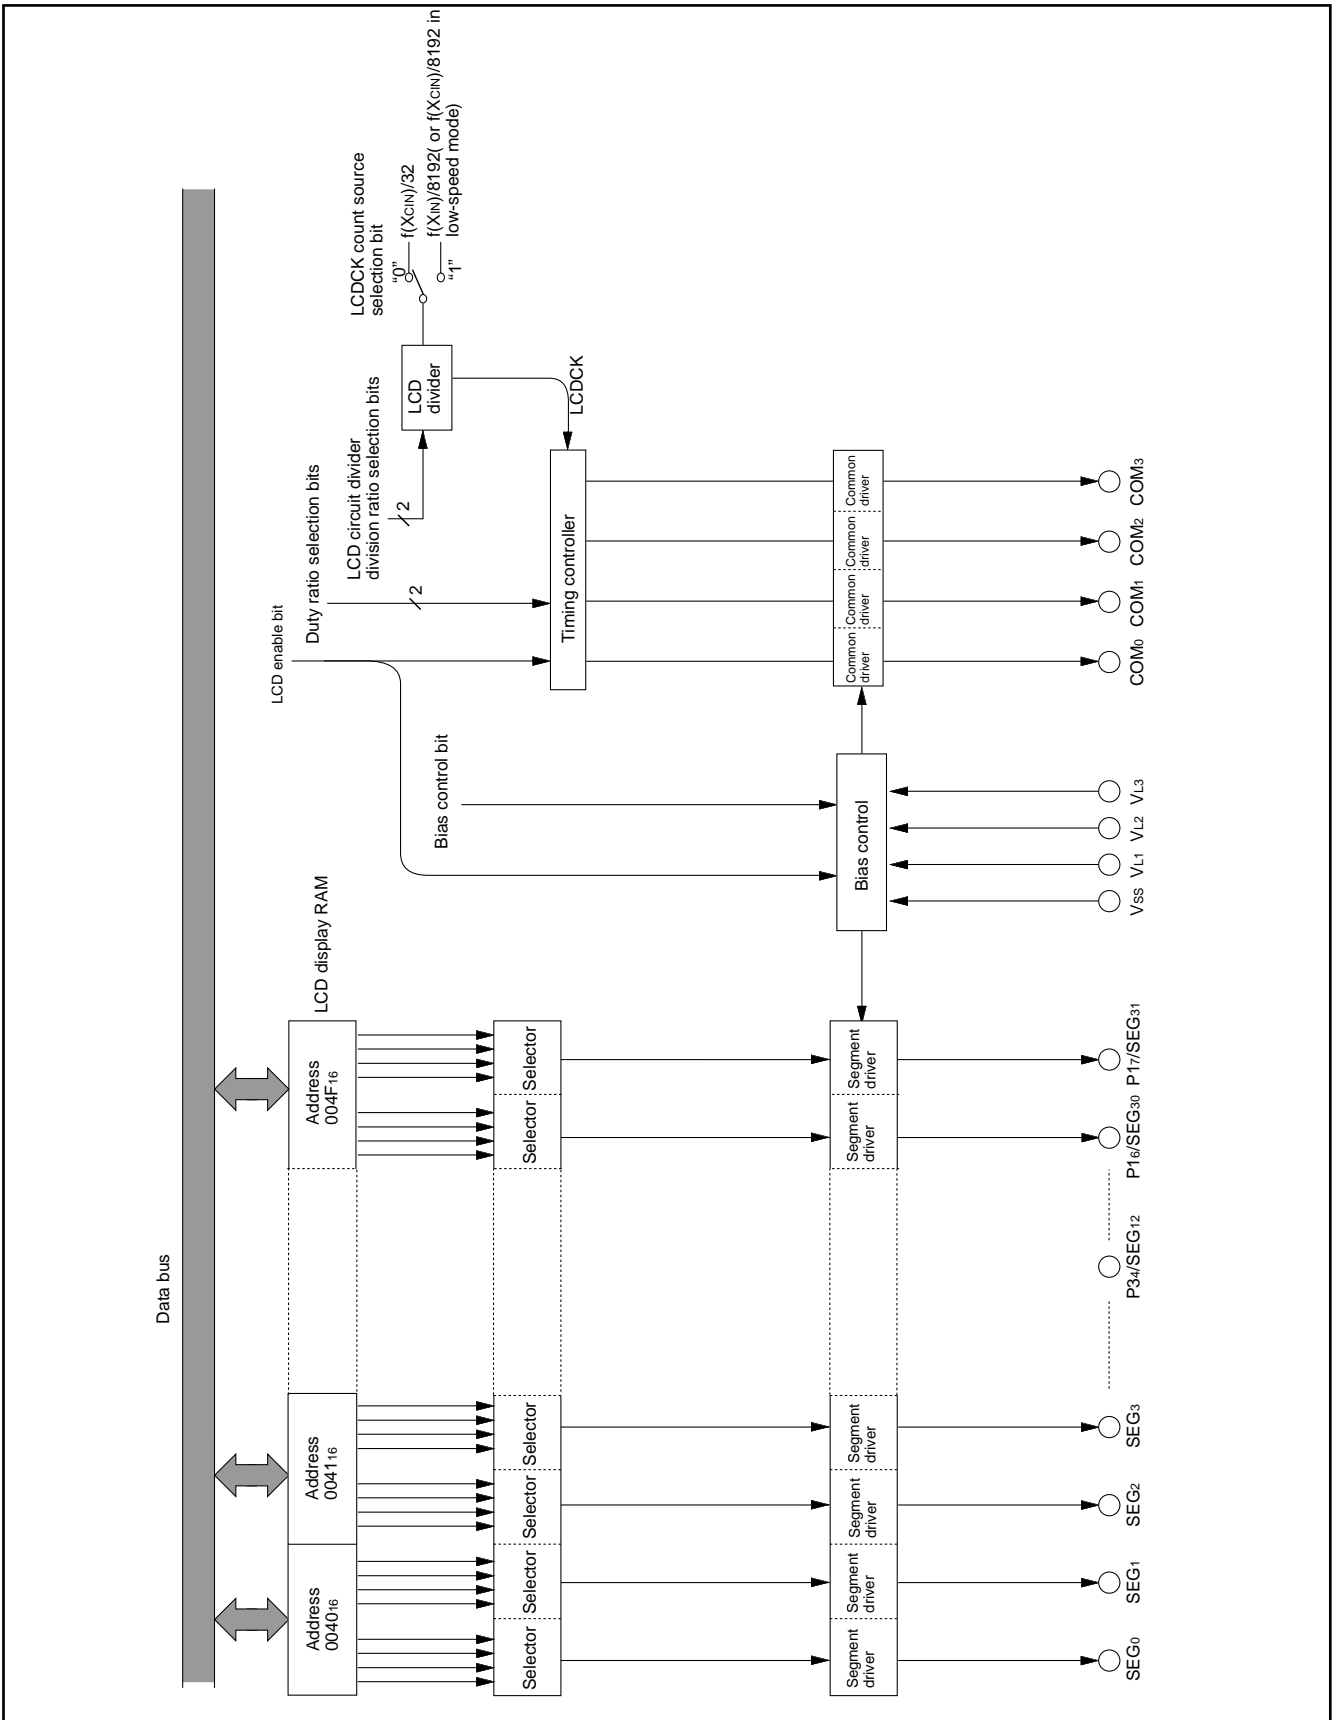 Data bus
Address
004016
Address
004116
Address
004F16
LCD display RAM
LCD enable bit
Duty ratio selection bits
LCD circuit divider
division ratio selection bits
2
2
LCDCK count source
selection bit
“0”
f(XCIN)/32
“1”
f(XIN)/8192( or f(XCIN)/8192 in
low-speed mode)
LCD
divider
LCDCK
Bias control bit
Timing controller
Selector
Selector
Selector
Selector
Selector
Selector
Segment
driver
Segment
driver
Segment
driver
Segment
driver
Segment
driver
Segment
driver
Bias control
Common
driver
Common
driver
Common
driver
Common
driver
SEG0
SEG1
SEG2
SEG3
P34/SEG12
P16/SEG30
P17/SEG31
VSS
VL1
VL2
VL3
COM0
COM1
COM2
COM3